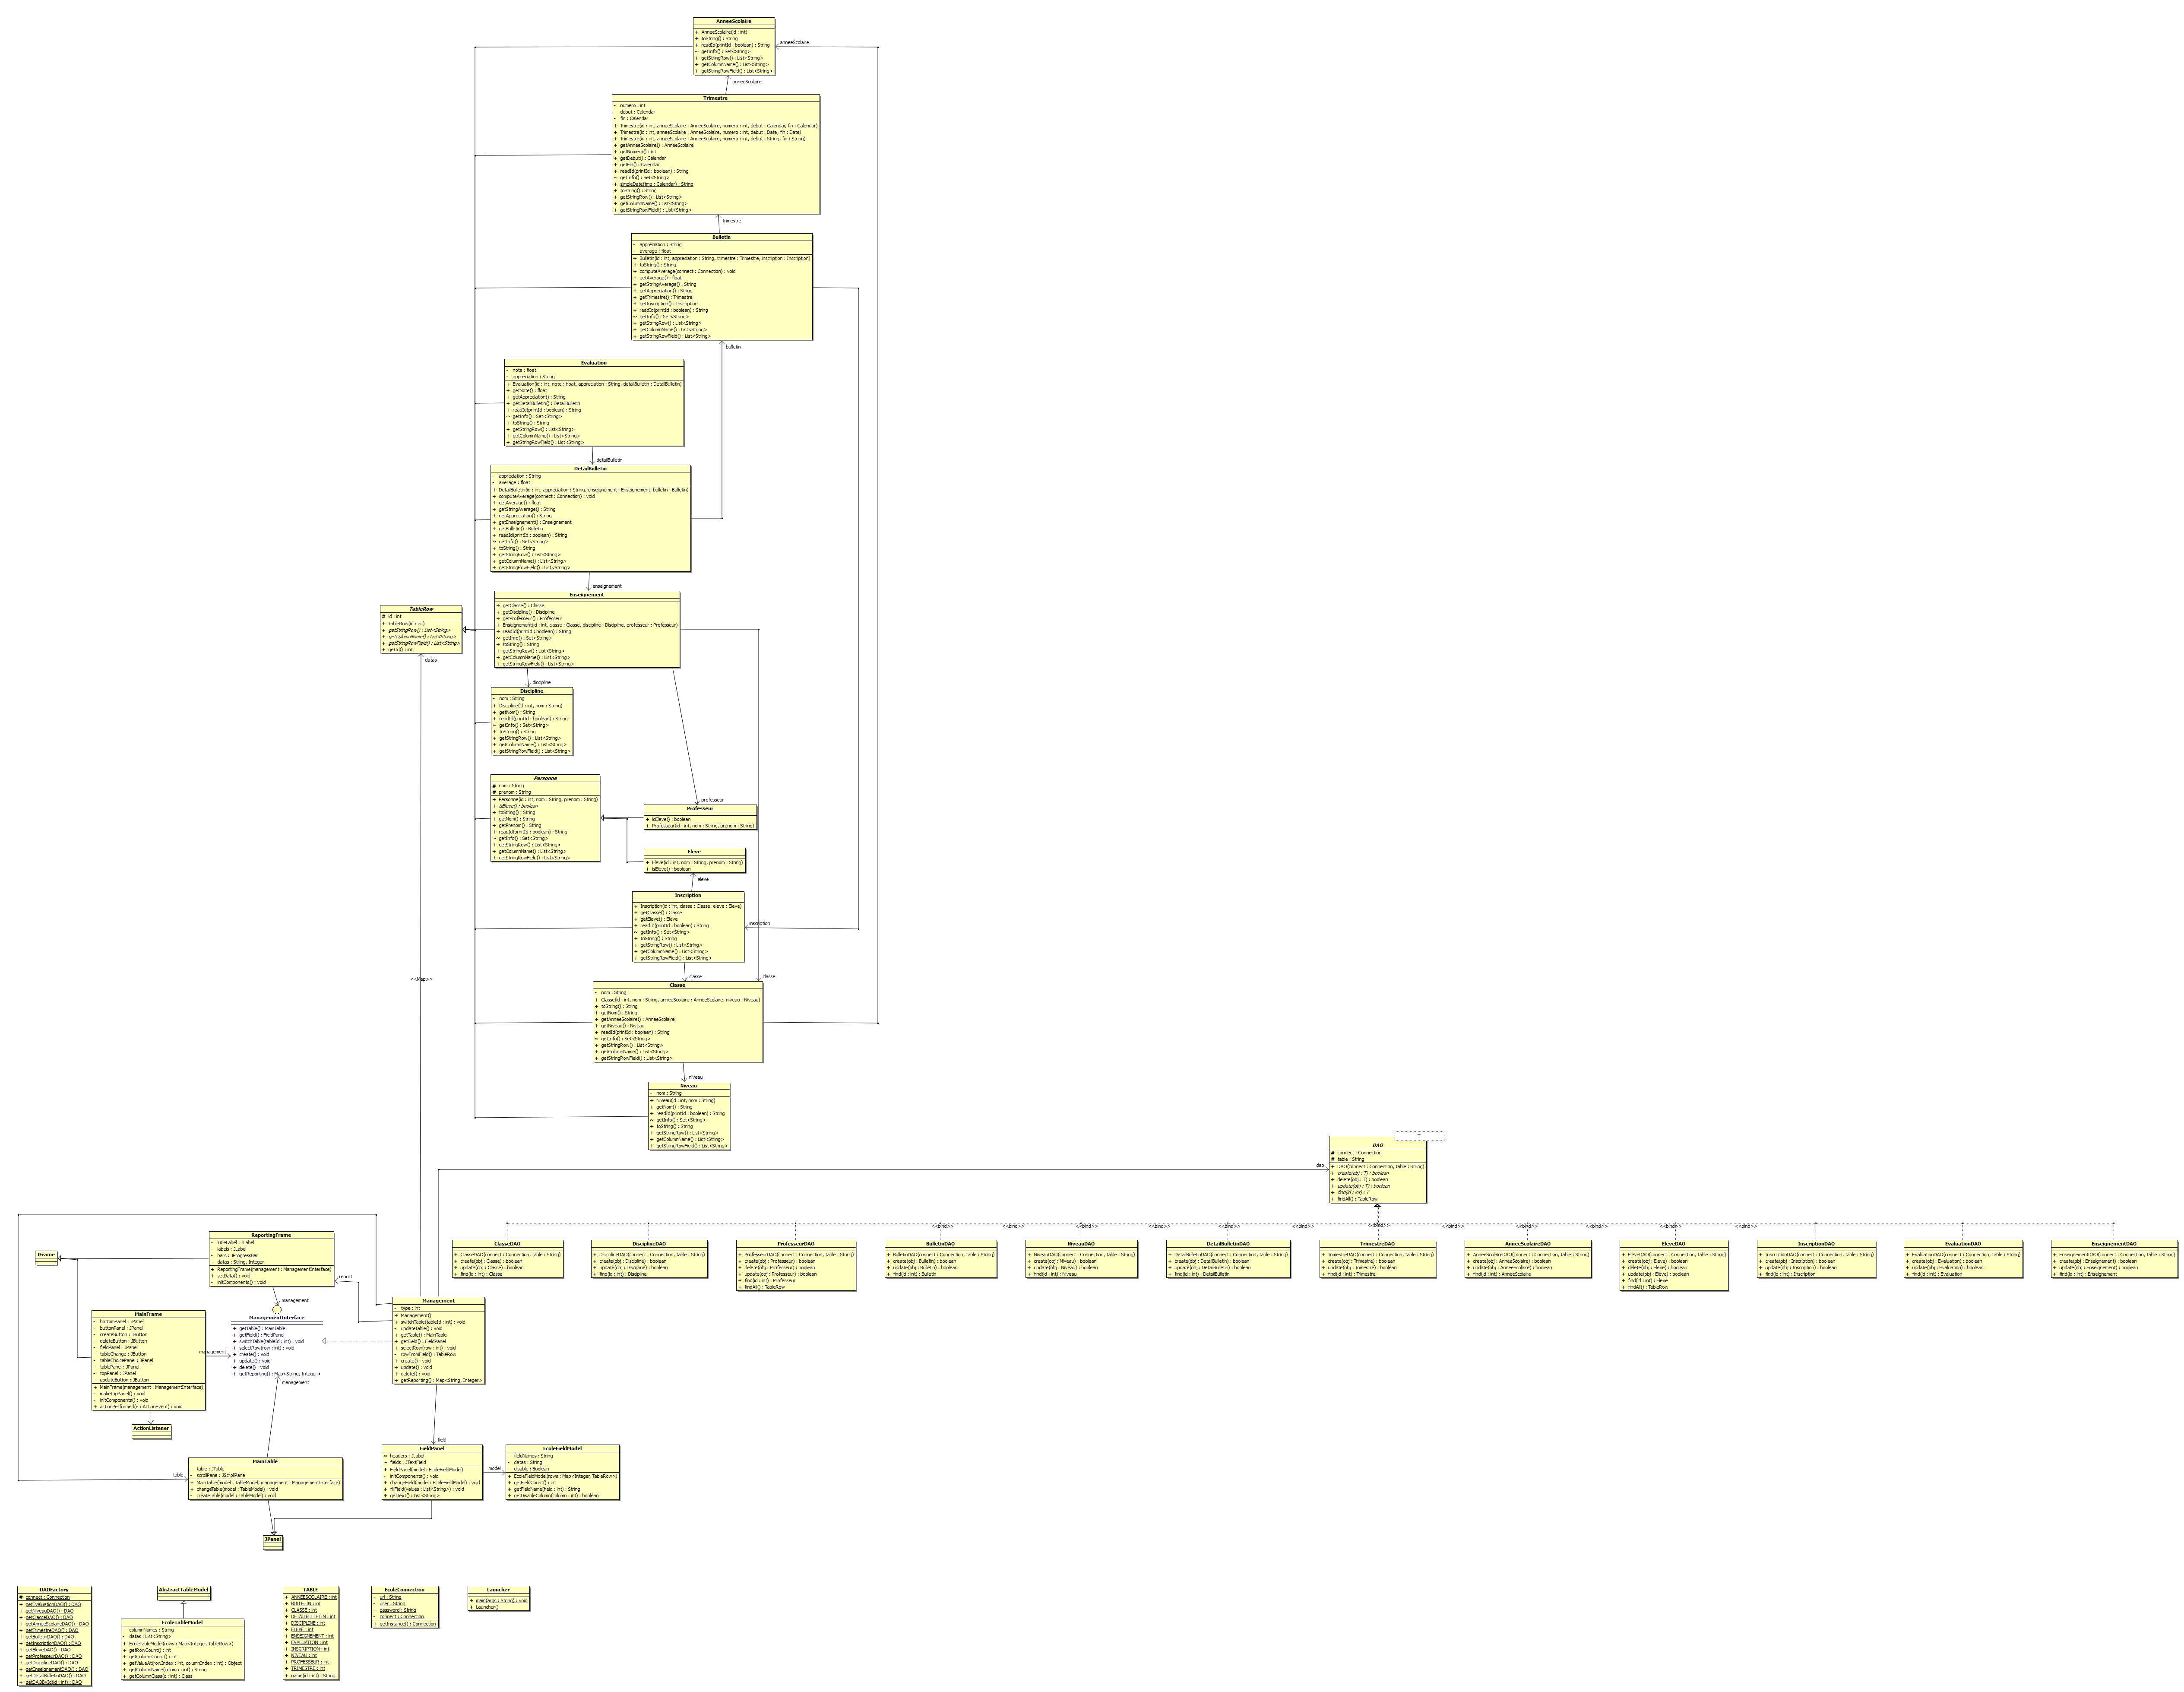 AnneeScolaire
+ AnneeScolaire(id : int)
+ toString() : String
+ readId(printId : boolean) : String
~ getInfo() : Set<String>
+ getStringRow() : List<String>
+ getColumnName() : List<String>
+ getStringRowField() : List<String>
anneeScolaire
anneeScolaire
Trimestre
- numero : int
- debut : Calendar
- fin : Calendar
+ Trimestre(id : int, anneeScolaire : AnneeScolaire, numero : int, debut : Calendar, fin : Calendar)
+ Trimestre(id : int, anneeScolaire : AnneeScolaire, numero : int, debut : Date, fin : Date)
+ Trimestre(id : int, anneeScolaire : AnneeScolaire, numero : int, debut : String, fin : String)
+ getAnneeScolaire() : AnneeScolaire
+ getNumero() : int
+ getDebut() : Calendar
+ getFin() : Calendar
+ readId(printId : boolean) : String
~ getInfo() : Set<String>
+ simpleDate(tmp : Calendar) : String
+ toString() : String
+ getStringRow() : List<String>
+ getColumnName() : List<String>
+ getStringRowField() : List<String>
trimestre
Bulletin
- appreciation : String
- average : float
+ Bulletin(id : int, appreciation : String, trimestre : Trimestre, inscription : Inscription)
+ toString() : String
+ computeAverage(connect : Connection) : void
+ getAverage() : float
+ getStringAverage() : String
+ getAppreciation() : String
+ getTrimestre() : Trimestre
+ getInscription() : Inscription
+ readId(printId : boolean) : String
~ getInfo() : Set<String>
+ getStringRow() : List<String>
+ getColumnName() : List<String>
+ getStringRowField() : List<String>
bulletin
Evaluation
- note : float
- appreciation : String
+ Evaluation(id : int, note : float, appreciation : String, detailBulletin : DetailBulletin)
+ getNote() : float
+ getAppreciation() : String
+ getDetailBulletin() : DetailBulletin
+ readId(printId : boolean) : String
~ getInfo() : Set<String>
+ toString() : String
+ getStringRow() : List<String>
+ getColumnName() : List<String>
+ getStringRowField() : List<String>
detailBulletin
DetailBulletin
- appreciation : String
- average : float
+ DetailBulletin(id : int, appreciation : String, enseignement : Enseignement, bulletin : Bulletin)
+ computeAverage(connect : Connection) : void
+ getAverage() : float
+ getStringAverage() : String
+ getAppreciation() : String
+ getEnseignement() : Enseignement
+ getBulletin() : Bulletin
+ readId(printId : boolean) : String
~ getInfo() : Set<String>
+ toString() : String
+ getStringRow() : List<String>
+ getColumnName() : List<String>
+ getStringRowField() : List<String>
enseignement
TableRow
# id : int
+ TableRow(id : int)
+ getStringRow() : List<String>
+ getColumnName() : List<String>
+ getStringRowField() : List<String>
+ getId() : int
datas
Enseignement
+ getClasse() : Classe
+ getDiscipline() : Discipline
+ getProfesseur() : Professeur
+ Enseignement(id : int, classe : Classe, discipline : Discipline, professeur : Professeur)
+ readId(printId : boolean) : String
~ getInfo() : Set<String>
+ toString() : String
+ getStringRow() : List<String>
+ getColumnName() : List<String>
+ getStringRowField() : List<String>
discipline
Discipline
- nom : String
+ Discipline(id : int, nom : String)
+ getNom() : String
+ readId(printId : boolean) : String
~ getInfo() : Set<String>
+ toString() : String
+ getStringRow() : List<String>
+ getColumnName() : List<String>
+ getStringRowField() : List<String>
Personne
# nom : String
# prenom : String
+ Personne(id : int, nom : String, prenom : String)
+ isEleve() : boolean
+ toString() : String
+ getNom() : String
+ getPrenom() : String
+ readId(printId : boolean) : String
~ getInfo() : Set<String>
+ getStringRow() : List<String>
+ getColumnName() : List<String>
+ getStringRowField() : List<String>
professeur
Professeur
+ isEleve() : boolean
+ Professeur(id : int, nom : String, prenom : String)
Eleve
+ Eleve(id : int, nom : String, prenom : String)
+ isEleve() : boolean
eleve
Inscription
+ Inscription(id : int, classe : Classe, eleve : Eleve)
+ getClasse() : Classe
+ getEleve() : Eleve
+ readId(printId : boolean) : String
~ getInfo() : Set<String>
+ toString() : String
+ getStringRow() : List<String>
+ getColumnName() : List<String>
+ getStringRowField() : List<String>
inscription
classe
classe
<<Map>>
Classe
- nom : String
+ Classe(id : int, nom : String, anneeScolaire : AnneeScolaire, niveau : Niveau)
+ toString() : String
+ getNom() : String
+ getAnneeScolaire() : AnneeScolaire
+ getNiveau() : Niveau
+ readId(printId : boolean) : String
~ getInfo() : Set<String>
+ getStringRow() : List<String>
+ getColumnName() : List<String>
+ getStringRowField() : List<String>
niveau
Niveau
- nom : String
+ Niveau(id : int, nom : String)
+ getNom() : String
+ readId(printId : boolean) : String
~ getInfo() : Set<String>
+ toString() : String
+ getStringRow() : List<String>
+ getColumnName() : List<String>
+ getStringRowField() : List<String>
T
DAO
# connect : Connection
# table : String
+ DAO(connect : Connection, table : String)
+ create(obj : T) : boolean
+ delete(obj : T) : boolean
+ update(obj : T) : boolean
+ find(id : int) : T
+ findAll() : TableRow
dao
<<bind>> <<bind>> <<bind>> <<bind>> <<bind>> <<bind>> <<bind>> <<bind>> <<bind>> <<bind>> <<bind>> <<bind>>
ClasseDAO
+ ClasseDAO(connect : Connection, table : String)
+ create(obj : Classe) : boolean
+ update(obj : Classe) : boolean
+ find(id : int) : Classe
DisciplineDAO
+ DisciplineDAO(connect : Connection, table : String)
+ create(obj : Discipline) : boolean
+ update(obj : Discipline) : boolean
+ find(id : int) : Discipline
ProfesseurDAO
+ ProfesseurDAO(connect : Connection, table : String)
+ create(obj : Professeur) : boolean
+ delete(obj : Professeur) : boolean
+ update(obj : Professeur) : boolean
+ find(id : int) : Professeur
+ findAll() : TableRow
BulletinDAO
+ BulletinDAO(connect : Connection, table : String)
+ create(obj : Bulletin) : boolean
+ update(obj : Bulletin) : boolean
+ find(id : int) : Bulletin
NiveauDAO
+ NiveauDAO(connect : Connection, table : String)
+ create(obj : Niveau) : boolean
+ update(obj : Niveau) : boolean
+ find(id : int) : Niveau
DetailBulletinDAO
+ DetailBulletinDAO(connect : Connection, table : String)
+ create(obj : DetailBulletin) : boolean
+ update(obj : DetailBulletin) : boolean
+ find(id : int) : DetailBulletin
TrimestreDAO
+ TrimestreDAO(connect : Connection, table : String)
+ create(obj : Trimestre) : boolean
+ update(obj : Trimestre) : boolean
+ find(id : int) : Trimestre
AnneeScolaireDAO
+ AnneeScolaireDAO(connect : Connection, table : String)
+ create(obj : AnneeScolaire) : boolean
+ update(obj : AnneeScolaire) : boolean
+ find(id : int) : AnneeScolaire
EleveDAO
+ EleveDAO(connect : Connection, table : String)
+ create(obj : Eleve) : boolean
+ delete(obj : Eleve) : boolean
+ update(obj : Eleve) : boolean
+ find(id : int) : Eleve
+ findAll() : TableRow
InscriptionDAO
+ InscriptionDAO(connect : Connection, table : String)
+ create(obj : Inscription) : boolean
+ update(obj : Inscription) : boolean
+ find(id : int) : Inscription
EvaluationDAO
+ EvaluationDAO(connect : Connection, table : String)
+ create(obj : Evaluation) : boolean
+ update(obj : Evaluation) : boolean
+ find(id : int) : Evaluation
EnseignementDAO
+ EnseignementDAO(connect : Connection, table : String)
+ create(obj : Enseignement) : boolean
+ update(obj : Enseignement) : boolean
+ find(id : int) : Enseignement
JFrame
ReportingFrame
- TitleLabel : JLabel
- labels : JLabel
- bars : JProgressBar
- datas : String, Integer
+ ReportingFrame(management : ManagementInterface)
+ setData() : void
- initComponents() : void
report
management
ManagementInterface
+ getTable() : MainTable
+ getField() : FieldPanel
+ switchTable(tableId : int) : void
+ selectRow(row : int) : void
+ create() : void
+ update() : void
+ delete() : void
+ getReporting() : Map<String, Integer>
management
management
MainFrame
- bottomPanel : JPanel
- buttonPanel : JPanel
- createButton : JButton
- deleteButton : JButton
- fieldPanel : JPanel
- tableChange : JButton
- tableChoicePanel : JPanel
- tablePanel : JPanel
- topPanel : JPanel
- updateButton : JButton
+ MainFrame(management : ManagementInterface)
- makeTopPanel() : void
- initComponents() : void
+ actionPerformed(e : ActionEvent) : void
ActionListener
Management
- type : int
+ Management()
+ switchTable(tableId : int) : void
- updateTable() : void
+ getTable() : MainTable
+ getField() : FieldPanel
+ selectRow(row : int) : void
- rowFromField() : TableRow
+ create() : void
+ update() : void
+ delete() : void
+ getReporting() : Map<String, Integer>
field
table
MainTable
- table : JTable
- scrollPane : JScrollPane
+ MainTable(model : TableModel, management : ManagementInterface)
+ changeTable(model : TableModel) : void
- createTable(model : TableModel) : void
FieldPanel
~ headers : JLabel
~ fields : JTextField
+ FieldPanel(model : EcoleFieldModel)
- initComponents() : void
+ changeField(model : EcoleFieldModel) : void
+ fillField(values : List<String>) : void
+ getText() : List<String>
model
EcoleFieldModel
- fieldNames : String
- datas : String
- disable : Boolean
+ EcoleFieldModel(rows : Map<Integer, TableRow>)
+ getFieldCount() : int
+ getFieldName(field : int) : String
+ getDisableColumn(column : int) : boolean
JPanel
DAOFactory
# connect : Connection
+ getEvaluationDAO() : DAO
+ getNiveauDAO() : DAO
+ getClasseDAO() : DAO
+ getAnneeScolaireDAO() : DAO
+ getTrimestreDAO() : DAO
+ getBulletinDAO() : DAO
+ getInscriptionDAO() : DAO
+ getEleveDAO() : DAO
+ getProfesseurDAO() : DAO
+ getDisciplineDAO() : DAO
+ getEnseignementDAO() : DAO
+ getDetailBulletinDAO() : DAO
+ getDAOById(id : int) : DAO
AbstractTableModel
EcoleTableModel
- columnNames : String
- datas : List<String>
+ EcoleTableModel(rows : Map<Integer, TableRow>)
+ getRowCount() : int
+ getColumnCount() : int
+ getValueAt(rowIndex : int, columnIndex : int) : Object
+ getColumnName(column : int) : String
+ getColumnClass(c : int) : Class
TABLE
+ ANNEESCOLAIRE : int
+ BULLETIN : int
+ CLASSE : int
+ DETAILBULLETIN : int
+ DISCIPLINE : int
+ ELEVE : int
+ ENSEIGNEMENT : int
+ EVALUATION : int
+ INSCRIPTION : int
+ NIVEAU : int
+ PROFESSEUR : int
+ TRIMESTRE : int
+ name(id : int) : String
EcoleConnection
- url : String
- user : String
- password : String
- connect : Connection
+ getInstance() : Connection
Launcher
+ main(args : String) : void
+ Launcher()